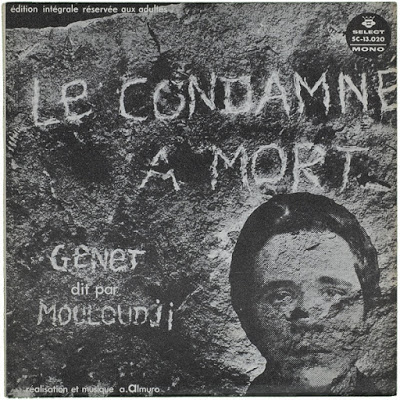 édition intégrale réservée aux adultes
SELECT
SC-13.020
MONO
LE CONDAMNE
A MORT
GENET
dit par
MOULOUDJI
réalisation et musique a. almuro